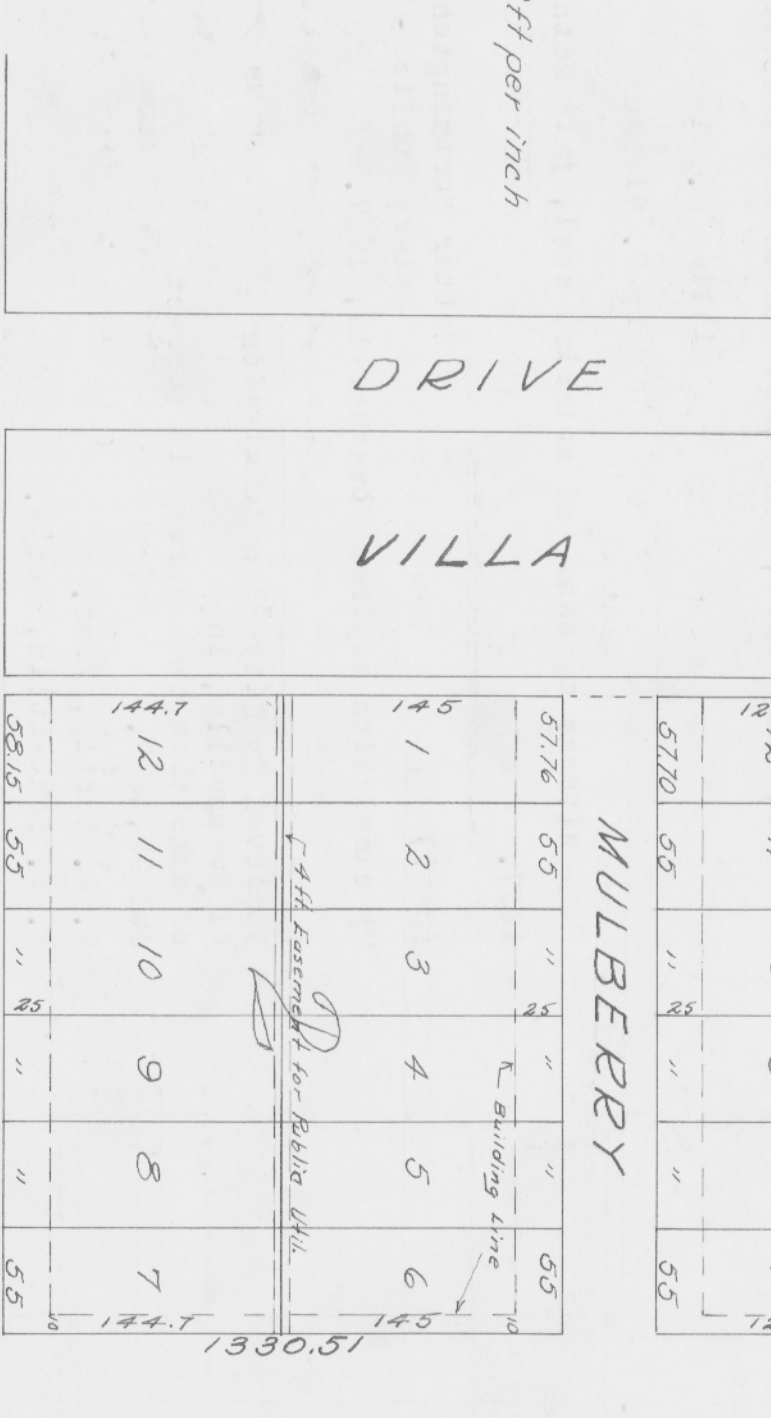 ft per inch
DRIVE
VILLA
144.7 145
12 1 58.15 57.76 57.70
11 2 55 55 55
4 ft. Easement for Public Util.
10 3 " " "
2
25 25 25
9 4 " " "
Building Line
8 5 " " "
7 6 55 55 55
10 144.7 145 10
1330.51
MULBERRY